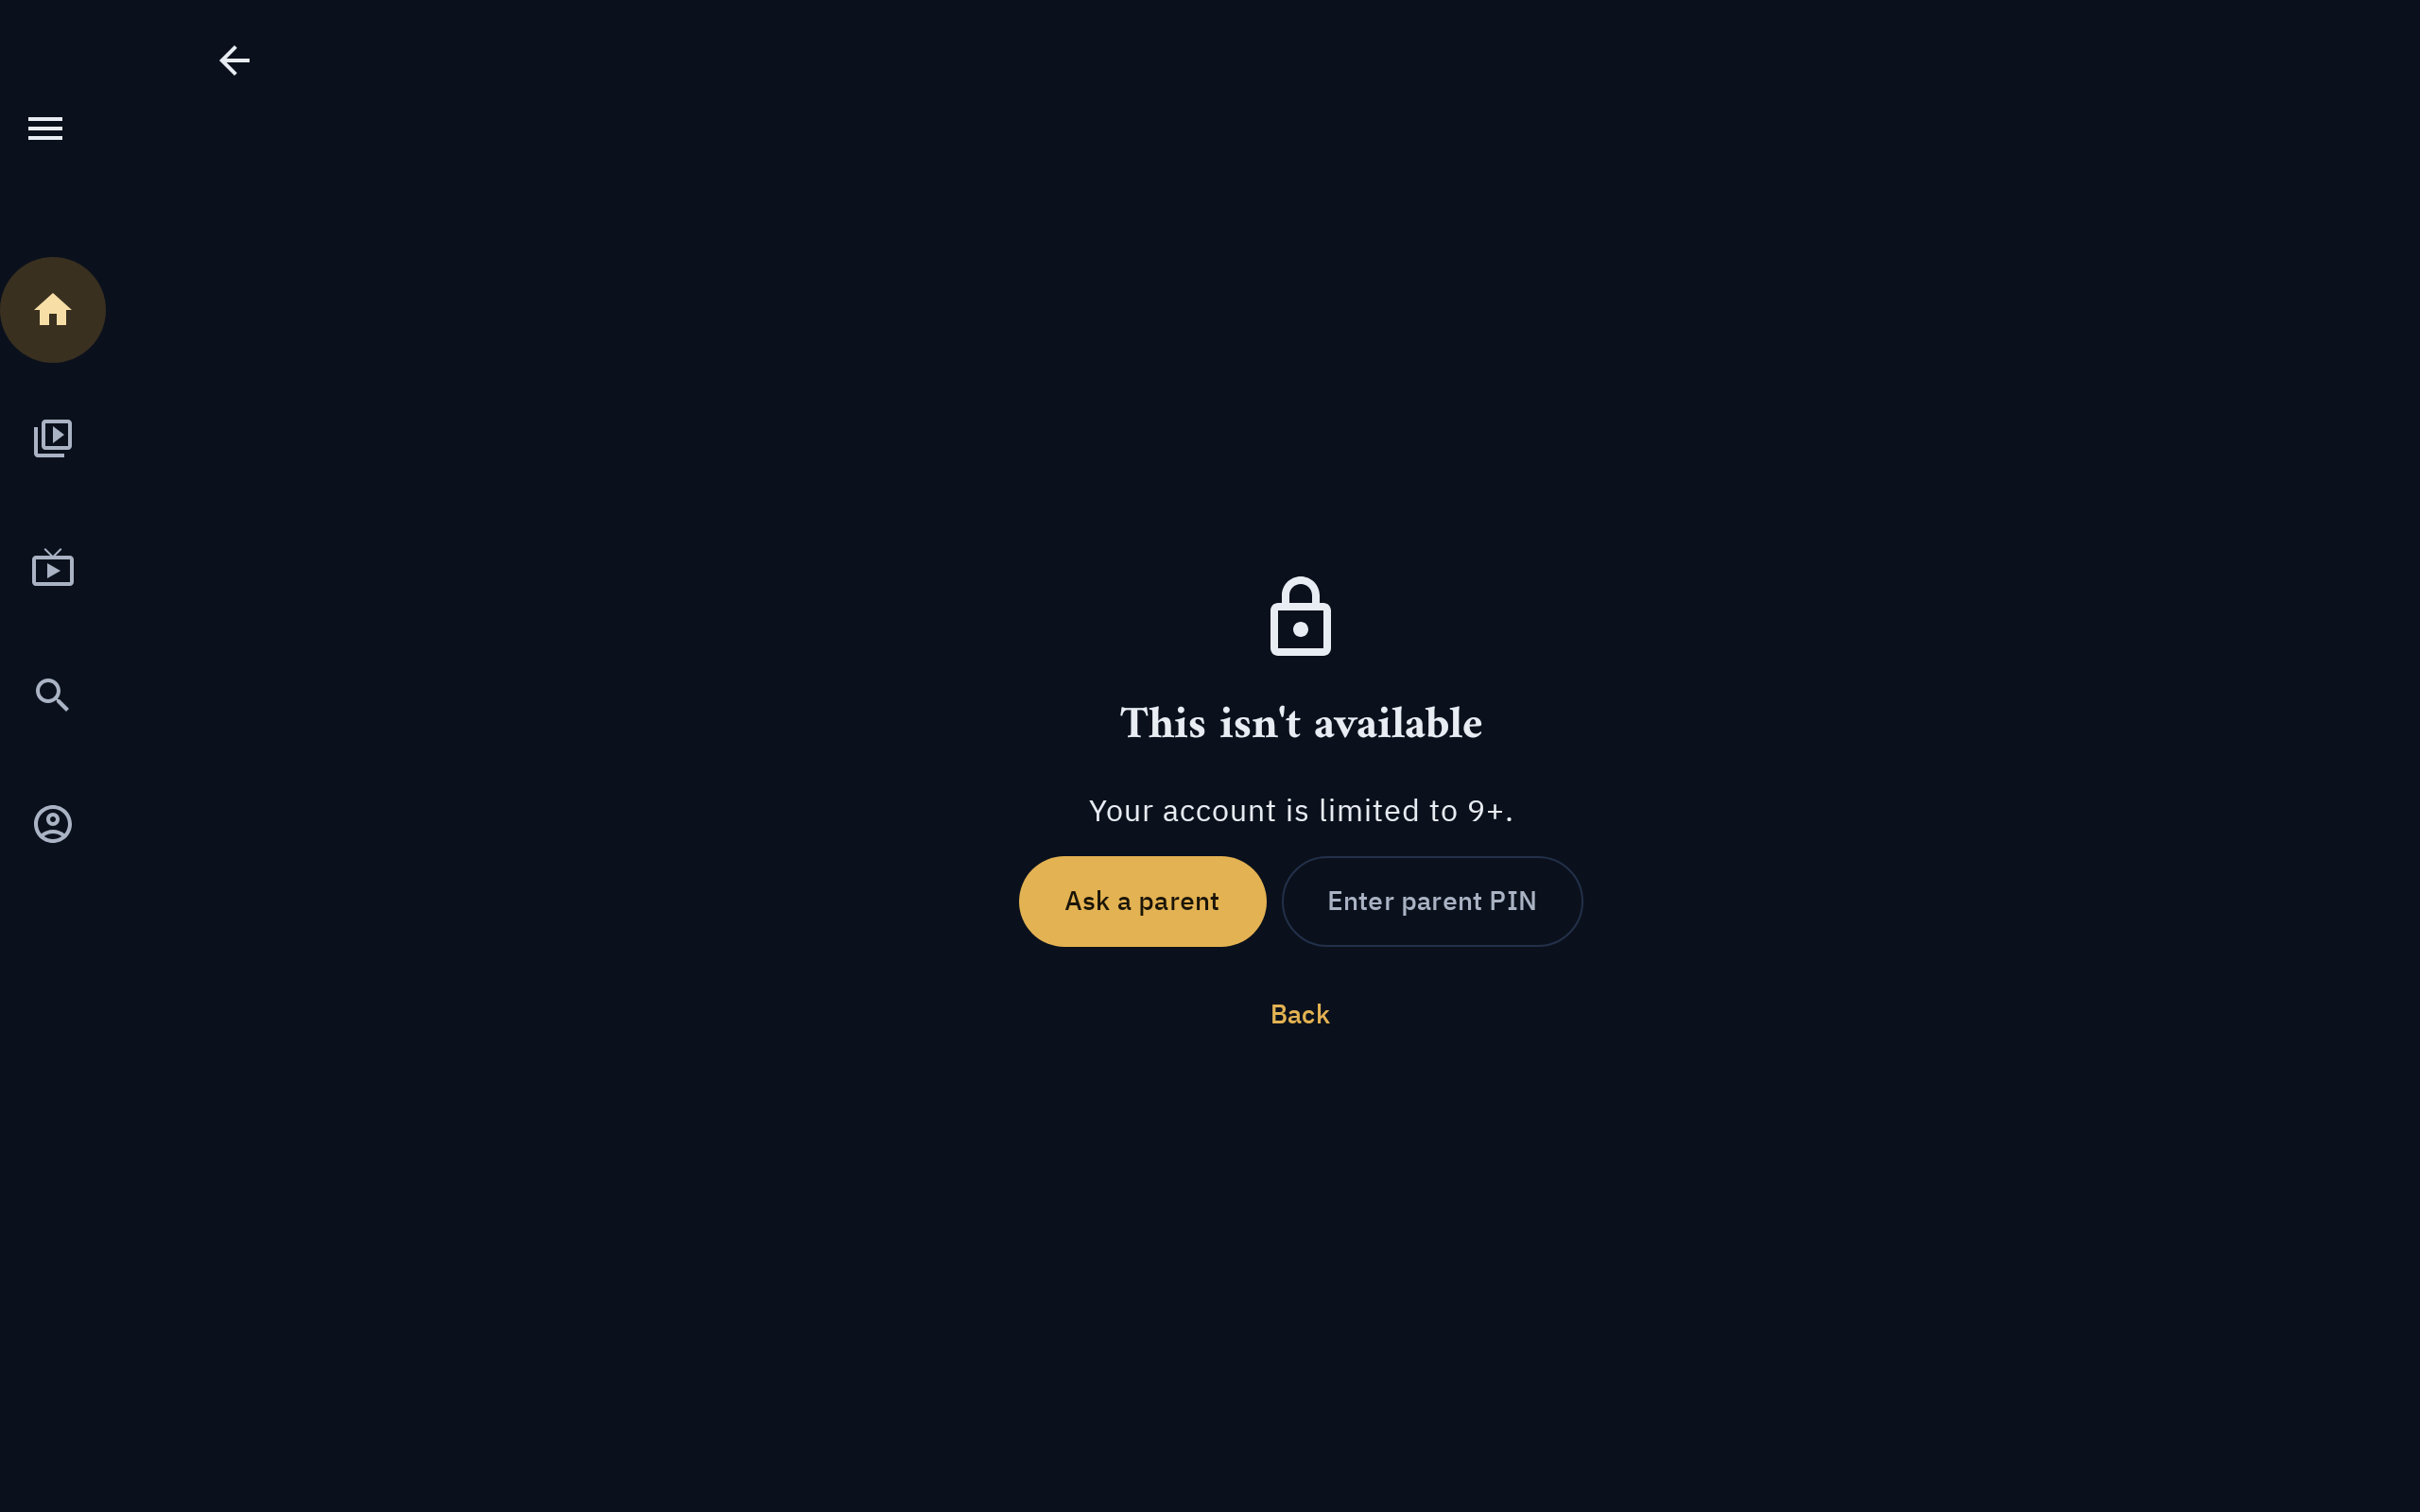 This isn't available
Your account is limited to 9+.
Ask a parent
Enter parent PIN
Back